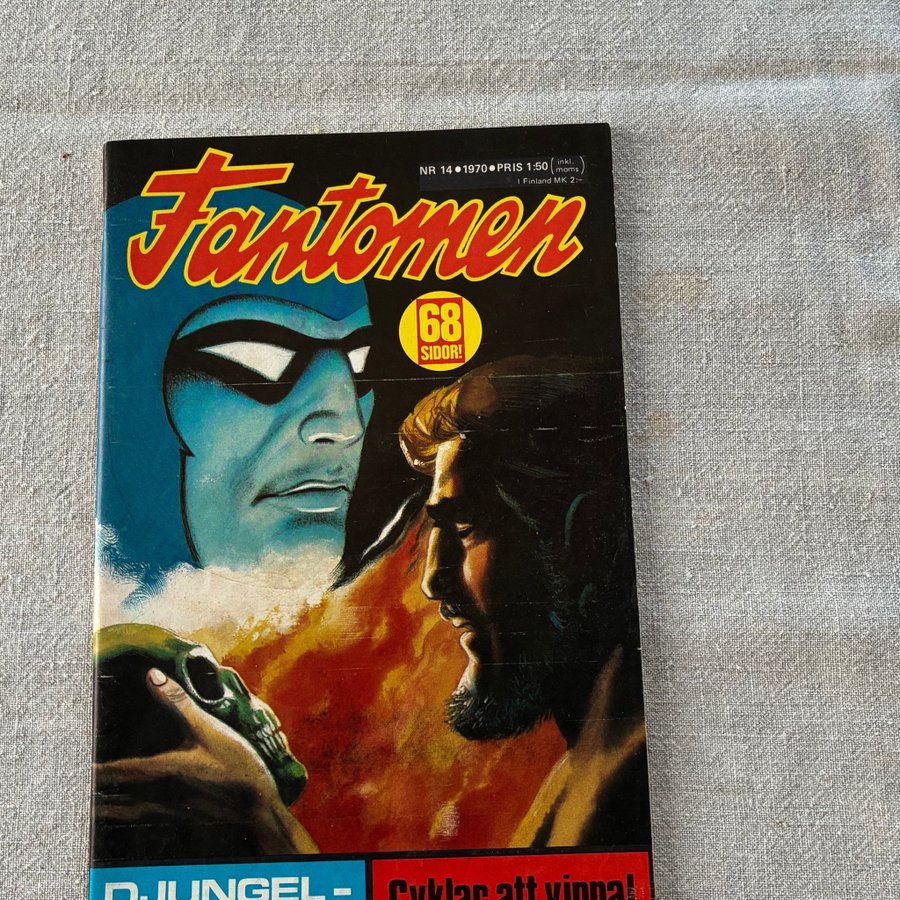 NR 14•1970•PRIS 1:50 (inkl. moms)
I Finland MK 2:-
Fantomen
68
SIDOR!
DJUNGEL-
Cyklar att vinna!